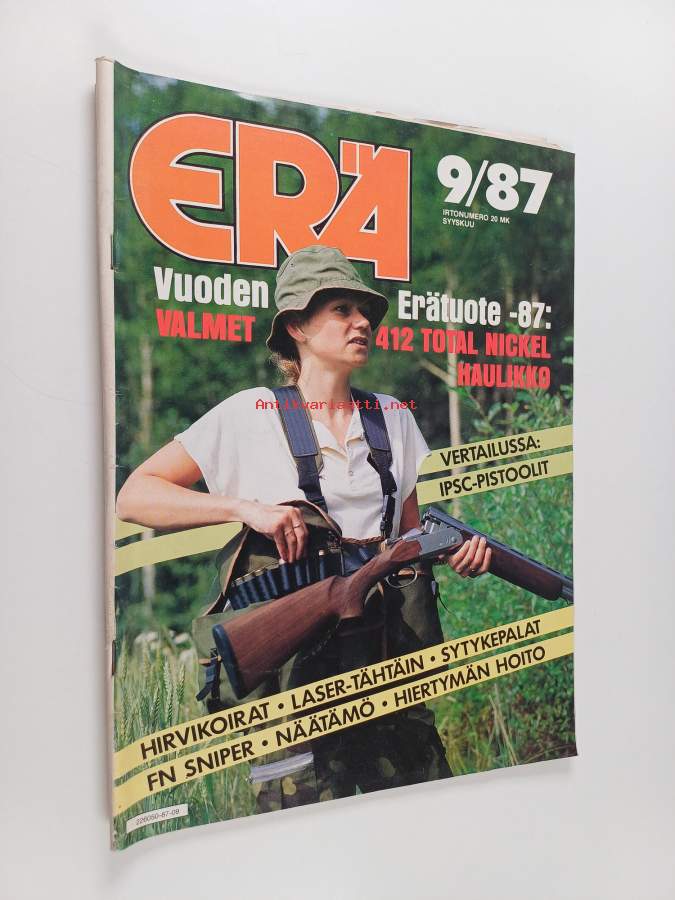 ERÄ
9/87
IRTONUMERO 20 MK
SYYSKUU
Vuoden Erätuote -87:
VALMET 412 TOTAL NICKEL
HAULIKKO
Antikvariaatti.net
VERTAILUSSA:
IPSC-PISTOOLIT
HIRVIKOIRAT • LASER-TÄHTÄIN • SYTYKEPALAT
FN SNIPER • NÄÄTÄMÖ • HIERTYMÄN HOITO
226050-87-09